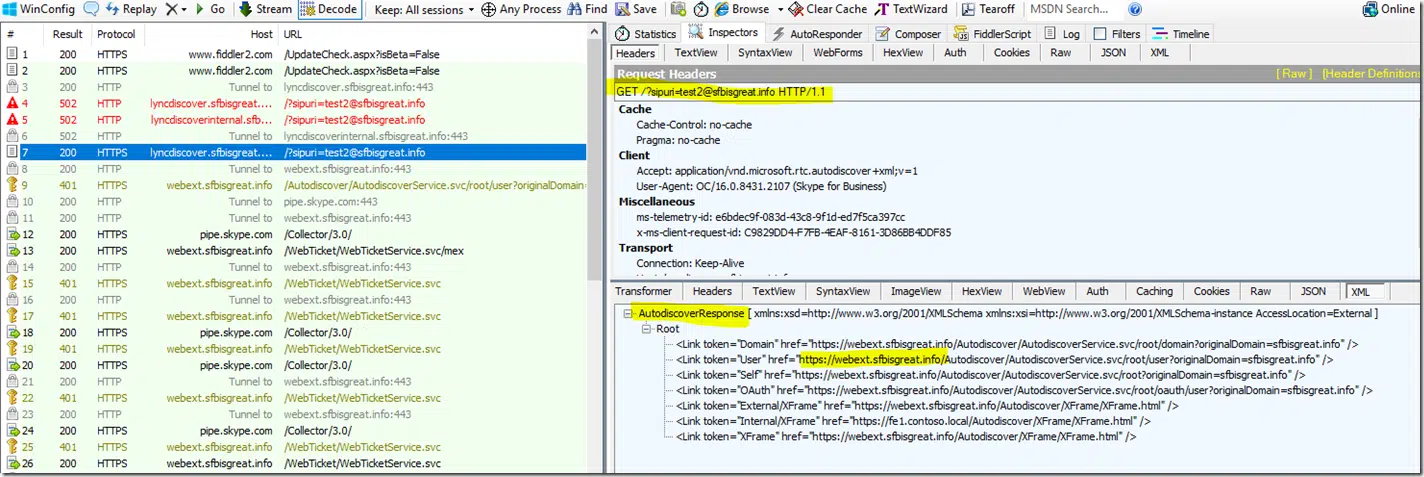 WinConfig Replay X Go Stream Decode Keep: All sessions Any Process Find Save Browse Clear Cache TextWizard Tearoff MSDN Search... Online
# Result Protocol Host URL
1 200 HTTPS www.fiddler2.com /UpdateCheck.aspx?isBeta=False
2 200 HTTPS www.fiddler2.com /UpdateCheck.aspx?isBeta=False
3 200 HTTP Tunnel to lyncdiscover.sfbisgreat.info:443
4 502 HTTPS lyncdiscover.sfbisgreat.... /?sipuri=test2@sfbisgreat.info
5 502 HTTPS lyncdiscoverinternal.sfb... /?sipuri=test2@sfbisgreat.info
6 502 HTTP Tunnel to lyncdiscoverinternal.sfbisgreat.info:443
7 200 HTTPS lyncdiscover.sfbisgreat.... /?sipuri=test2@sfbisgreat.info
8 200 HTTP Tunnel to webext.sfbisgreat.info:443
9 401 HTTPS webext.sfbisgreat.info /Autodiscover/AutodiscoverService.svc/root/user?originalDomain=
10 200 HTTP Tunnel to pipe.skype.com:443
11 200 HTTP Tunnel to webext.sfbisgreat.info:443
12 200 HTTPS pipe.skype.com /Collector/3.0/
13 200 HTTPS webext.sfbisgreat.info /WebTicket/WebTicketService.svc/mex
14 200 HTTP Tunnel to webext.sfbisgreat.info:443
15 401 HTTPS webext.sfbisgreat.info /WebTicket/WebTicketService.svc
16 200 HTTP Tunnel to webext.sfbisgreat.info:443
17 401 HTTPS webext.sfbisgreat.info /WebTicket/WebTicketService.svc
18 200 HTTPS pipe.skype.com /Collector/3.0/
19 401 HTTPS webext.sfbisgreat.info /WebTicket/WebTicketService.svc
20 200 HTTPS pipe.skype.com /Collector/3.0/
21 200 HTTP Tunnel to webext.sfbisgreat.info:443
22 401 HTTPS webext.sfbisgreat.info /WebTicket/WebTicketService.svc
23 200 HTTP Tunnel to webext.sfbisgreat.info:443
24 200 HTTPS pipe.skype.com /Collector/3.0/
25 401 HTTPS webext.sfbisgreat.info /WebTicket/WebTicketService.svc
26 200 HTTPS webext.sfbisgreat.info /WebTicket/WebTicketService.svc
Statistics Inspectors AutoResponder Composer FiddlerScript Log Filters Timeline
Headers TextView SyntaxView WebForms HexView Auth Cookies Raw JSON XML
Request Headers [ Raw ] [Header Definitions
GET /?sipuri=test2@sfbisgreat.info HTTP/1.1
Cache
Cache-Control: no-cache
Pragma: no-cache
Client
Accept: application/vnd.microsoft.rtc.autodiscover+xml;v=1
User-Agent: OC/16.0.8431.2107 (Skype for Business)
Miscellaneous
ms-telemetry-id: e6bdec9f-083d-43c8-9f1d-ed7f5ca397cc
x-ms-client-request-id: C9829DD4-F7FB-4EAF-8161-3D86BB4DDF85
Transport
Connection: Keep-Alive
Transformer Headers TextView SyntaxView ImageView HexView WebView Auth Caching Cookies Raw JSON XML
AutodiscoverResponse [ xmlns:xsd=http://www.w3.org/2001/XMLSchema xmlns:xsi=http://www.w3.org/2001/XMLSchema-instance AccessLocation=External ]
Root
<Link token="Domain" href="https://webext.sfbisgreat.info/Autodiscover/AutodiscoverService.svc/root/domain?originalDomain=sfbisgreat.info" />
<Link token="User" href="https://webext.sfbisgreat.info/Autodiscover/AutodiscoverService.svc/root/user?originalDomain=sfbisgreat.info" />
<Link token="Self" href="https://webext.sfbisgreat.info/Autodiscover/AutodiscoverService.svc/root?originalDomain=sfbisgreat.info" />
<Link token="OAuth" href="https://webext.sfbisgreat.info/Autodiscover/AutodiscoverService.svc/root/oauth/user?originalDomain=sfbisgreat.info" />
<Link token="External/XFrame" href="https://webext.sfbisgreat.info/Autodiscover/XFrame/XFrame.html" />
<Link token="Internal/XFrame" href="https://fe1.contoso.local/Autodiscover/XFrame/XFrame.html" />
<Link token="XFrame" href="https://webext.sfbisgreat.info/Autodiscover/XFrame/XFrame.html" />